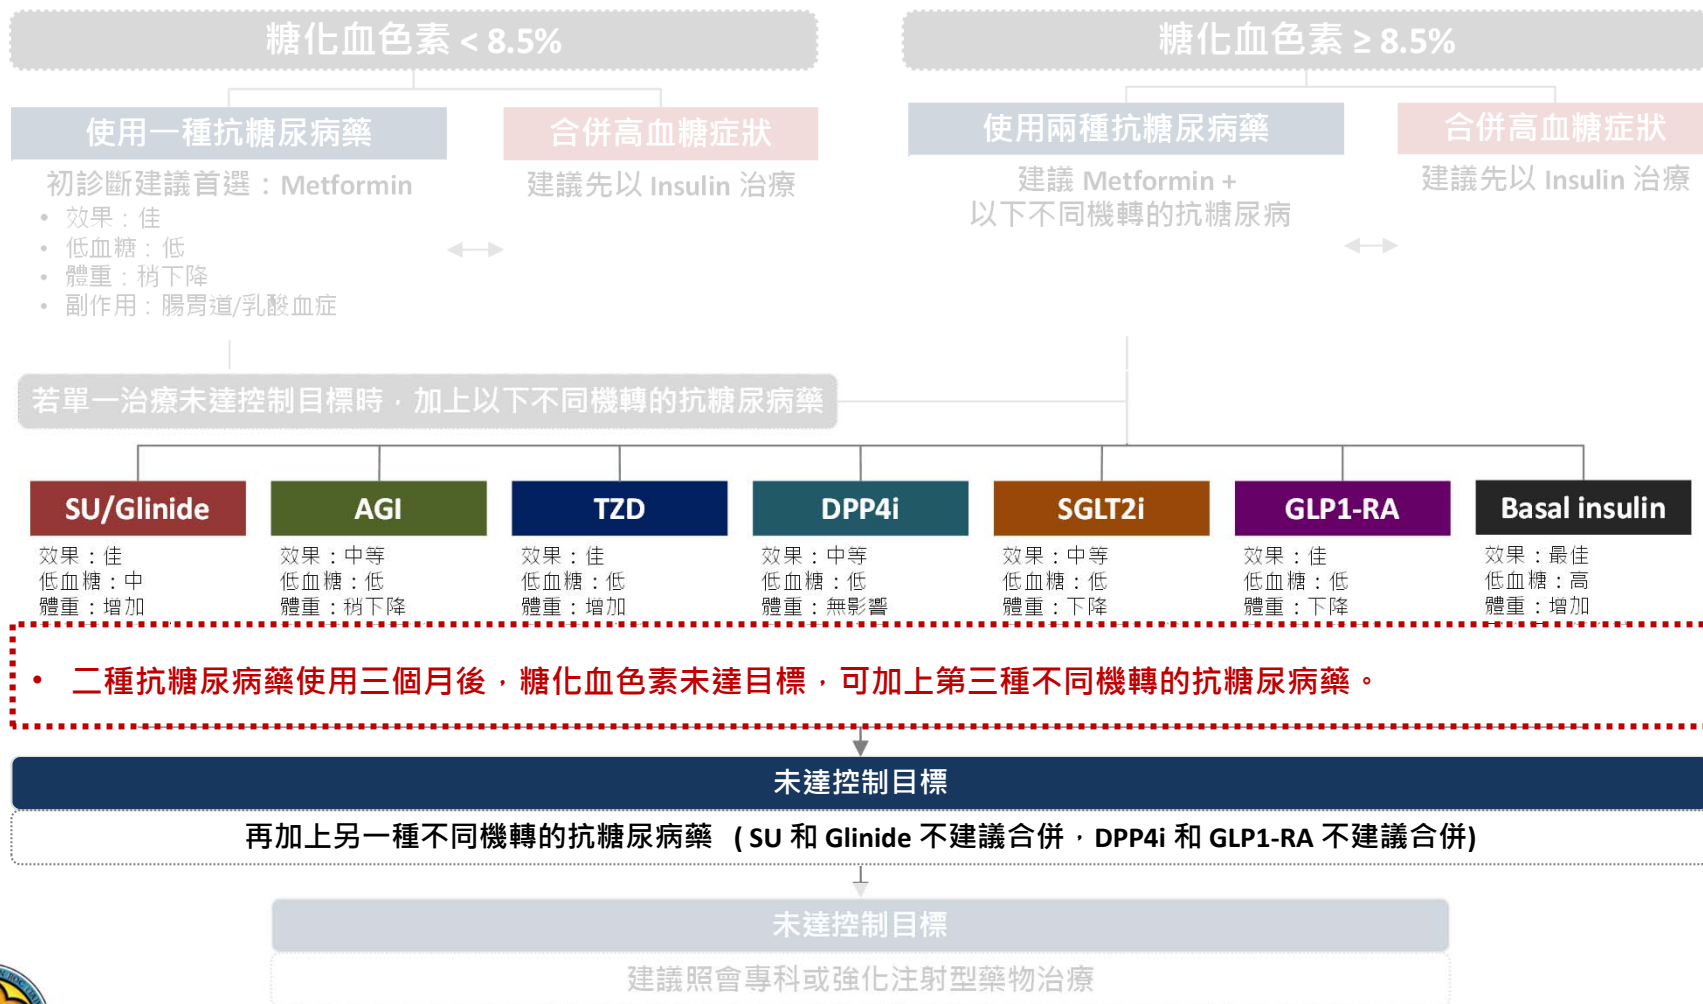 糖化血色素 < 8.5%
糖化血色素 ≥ 8.5%
使用一種抗糖尿病藥
合併高血糖症狀
使用兩種抗糖尿病藥
合併高血糖症狀
初診斷建議首選：Metformin
• 效果：佳
• 低血糖：低
• 體重：稍下降
• 副作用：腸胃道/乳酸血症
建議先以 Insulin 治療
建議 Metformin +
以下不同機轉的抗糖尿病
建議先以 Insulin 治療
若單一治療未達控制目標時，加上以下不同機轉的抗糖尿病藥
SU/Glinide
效果：佳
低血糖：中
體重：增加
AGI
效果：中等
低血糖：低
體重：稍下降
TZD
效果：佳
低血糖：低
體重：增加
DPP4i
效果：中等
低血糖：低
體重：無影響
SGLT2i
效果：中等
低血糖：低
體重：下降
GLP1-RA
效果：佳
低血糖：低
體重：下降
Basal insulin
效果：最佳
低血糖：高
體重：增加
• 二種抗糖尿病藥使用三個月後，糖化血色素未達目標，可加上第三種不同機轉的抗糖尿病藥。
未達控制目標
再加上另一種不同機轉的抗糖尿病藥 ( SU 和 Glinide 不建議合併，DPP4i 和 GLP1-RA 不建議合併)
未達控制目標
建議照會專科或強化注射型藥物治療